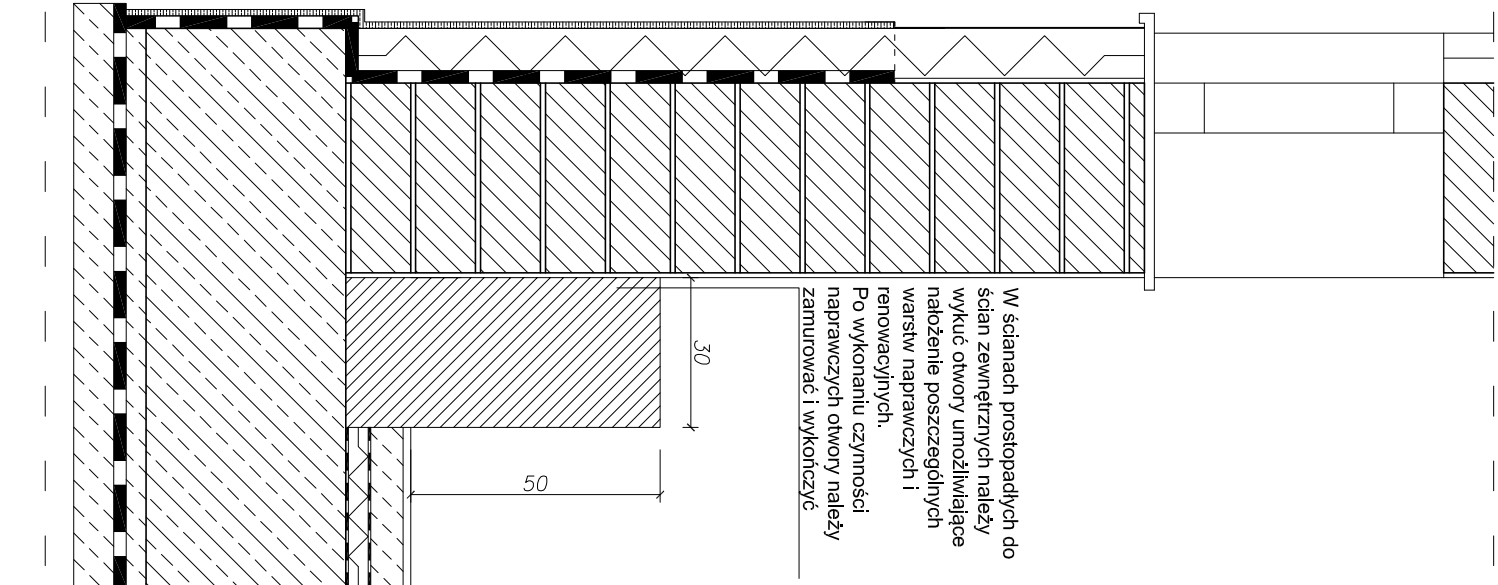 W ścianach prostopadłych do
ścian zewnętrznych należy
wykuć otwory umożliwiające
nałożenie poszczególnych
warstw naprawczych i
renowacyjnych.
Po wykonaniu czynności
naprawczych otwory należy
zamurować i wykończyć
30
50